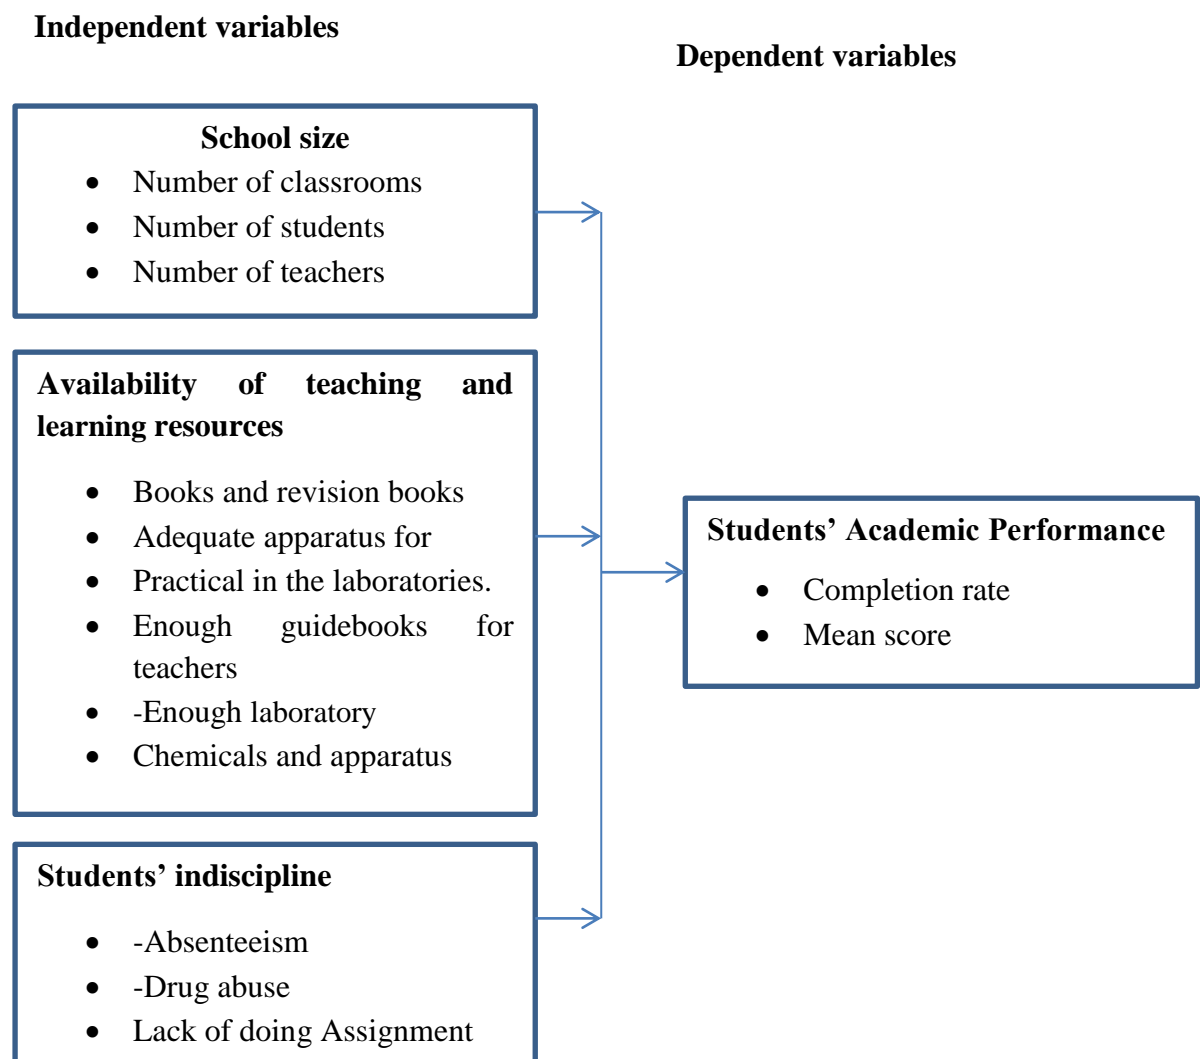 Independent variables
Dependent variables
School size
• Number of classrooms
• Number of students
• Number of teachers
Availability of teaching and
learning resources
• Books and revision books
• Adequate apparatus for
• Practical in the laboratories.
• Enough guidebooks for
teachers
• -Enough laboratory
• Chemicals and apparatus
Students’ Academic Performance
• Completion rate
• Mean score
Students’ indiscipline
• -Absenteeism
• -Drug abuse
• Lack of doing Assignment